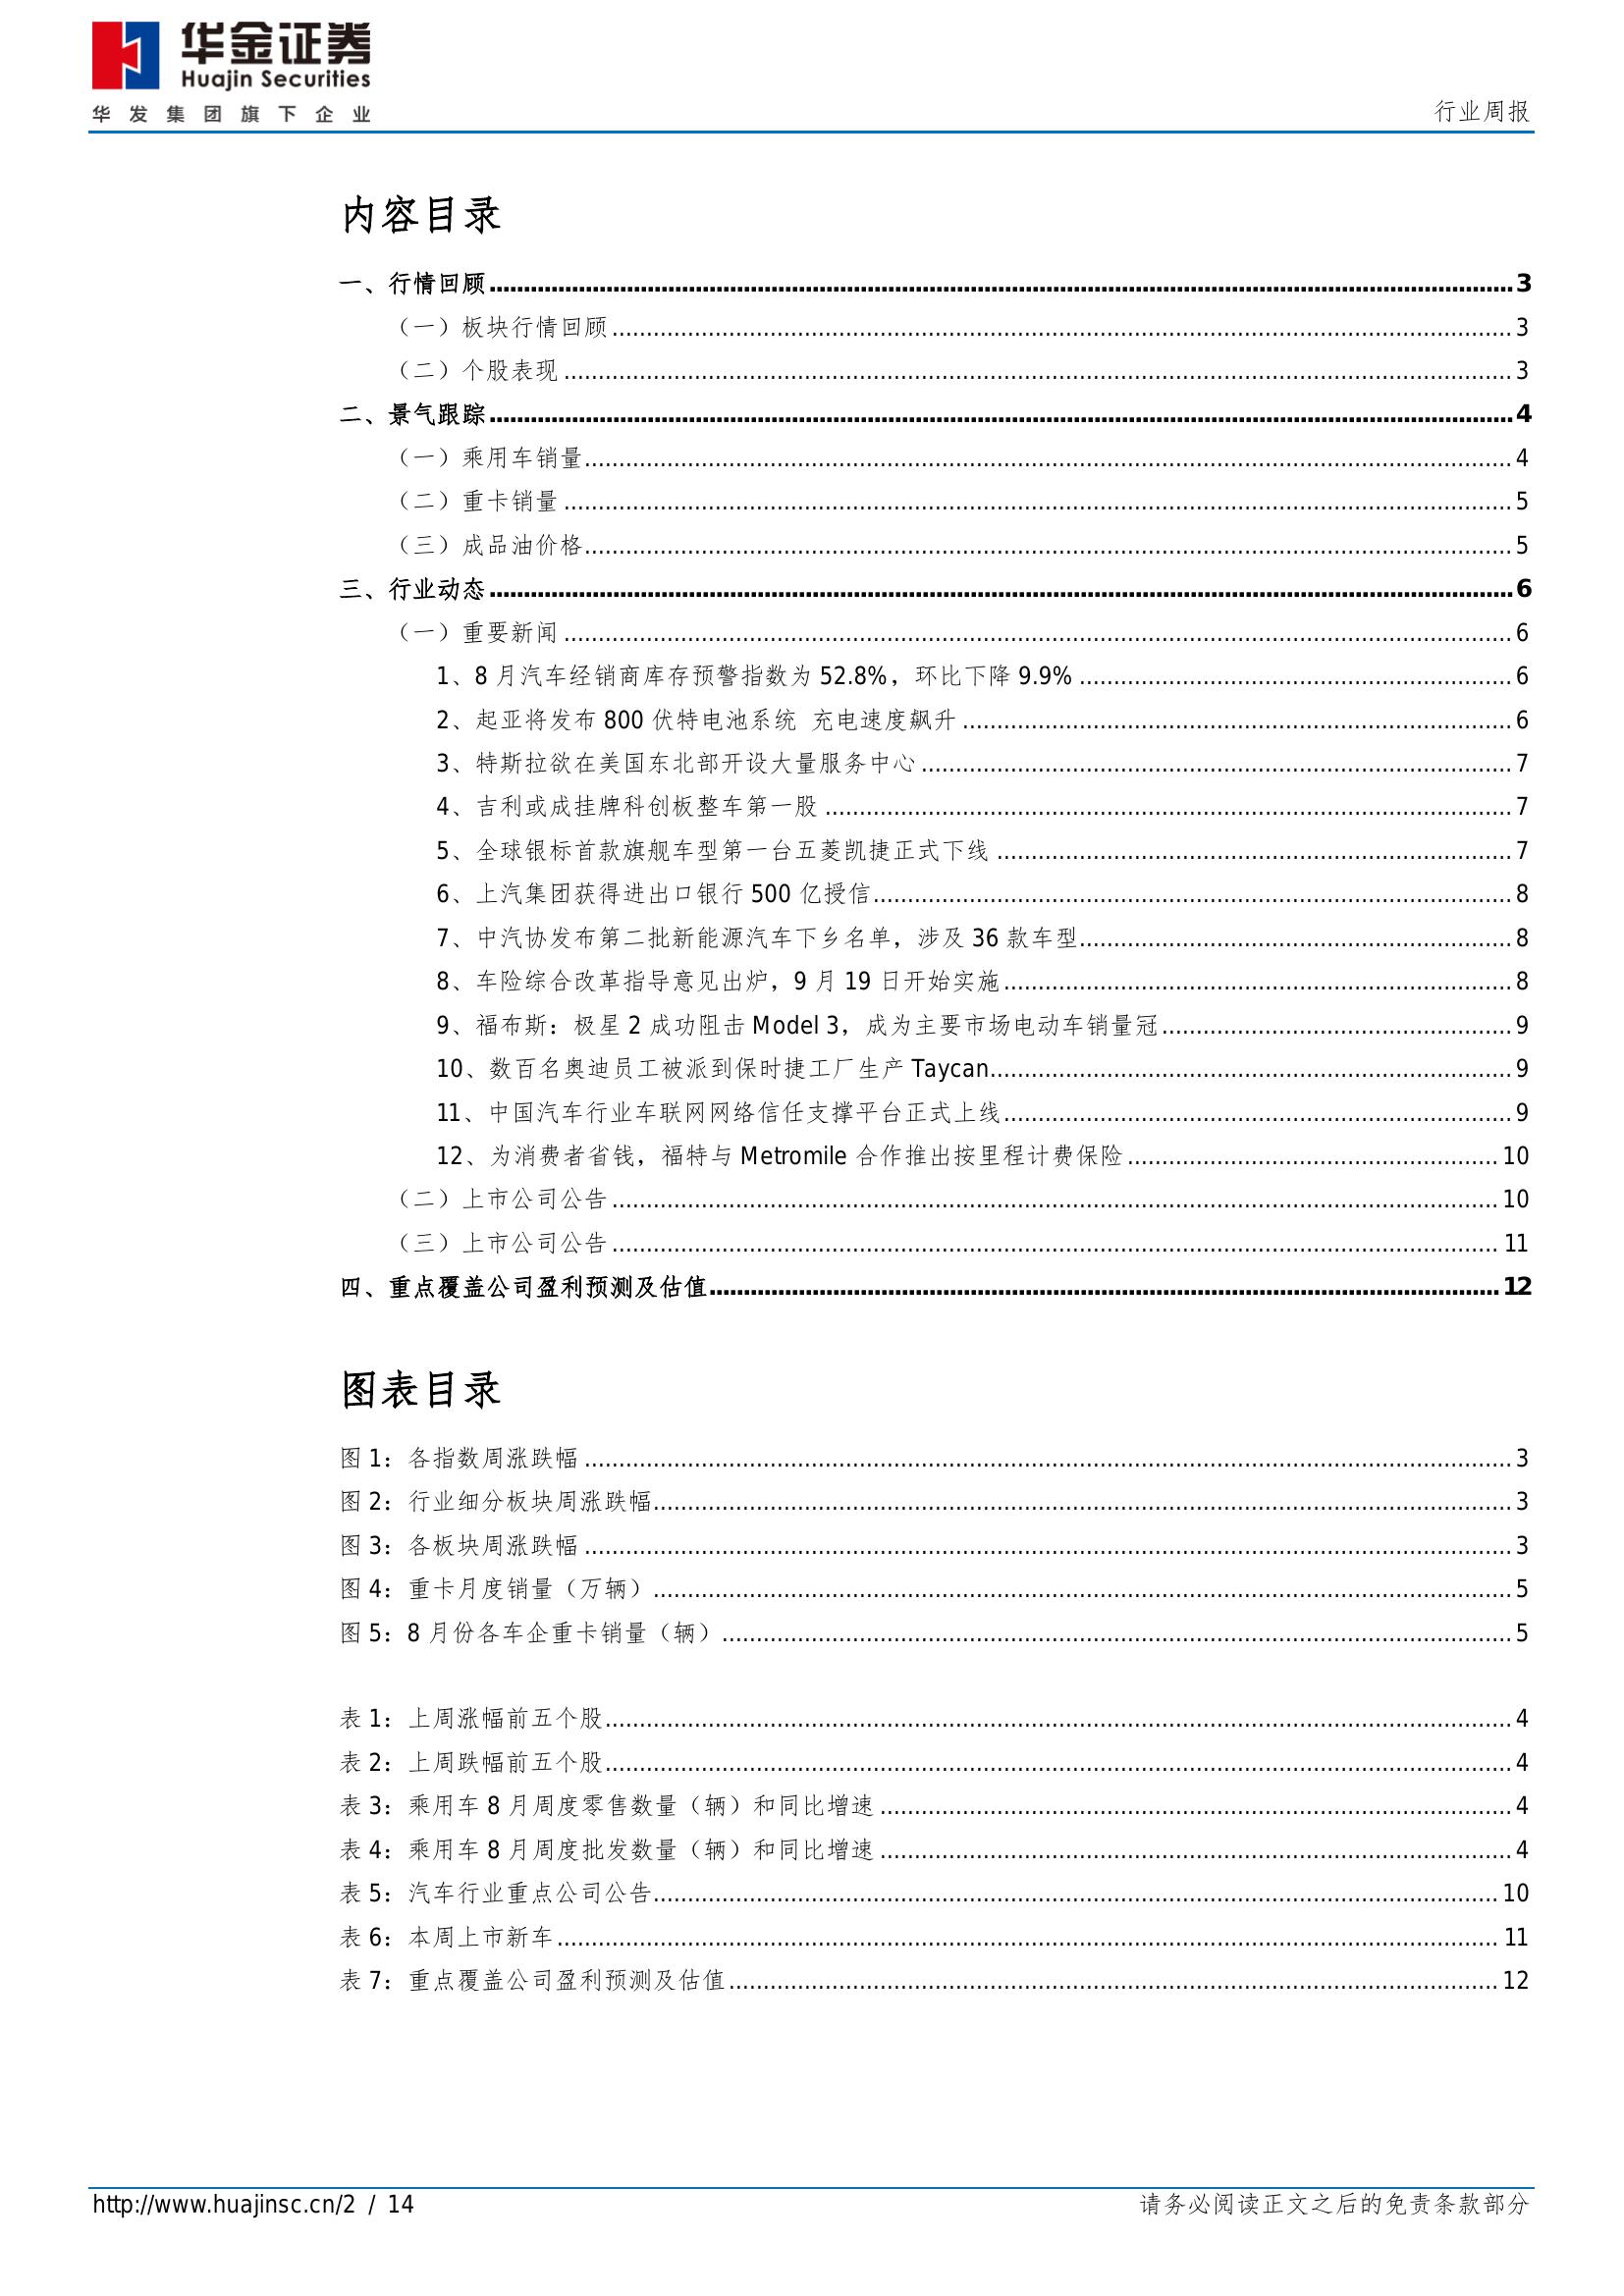 华金证券
Huajin Securities
华发集团旗下企业
行业周报
内容目录
一、行情回顾 3
（一）板块行情回顾 3
（二）个股表现 3
二、景气跟踪 4
（一）乘用车销量 4
（二）重卡销量 5
（三）成品油价格 5
三、行业动态 6
（一）重要新闻 6
1、8 月汽车经销商库存预警指数为 52.8%，环比下降 9.9% 6
2、起亚将发布 800 伏特电池系统 充电速度飙升 6
3、特斯拉欲在美国东北部开设大量服务中心 7
4、吉利或成挂牌科创板整车第一股 7
5、全球银标首款旗舰车型第一台五菱凯捷正式下线 7
6、上汽集团获得进出口银行 500 亿授信 8
7、中汽协发布第二批新能源汽车下乡名单，涉及 36 款车型 8
8、车险综合改革指导意见出炉，9 月 19 日开始实施 8
9、福布斯：极星 2 成功阻击 Model 3，成为主要市场电动车销量冠 9
10、数百名奥迪员工被派到保时捷工厂生产 Taycan 9
11、中国汽车行业车联网网络信任支撑平台正式上线 9
12、为消费者省钱，福特与 Metromile 合作推出按里程计费保险 10
（二）上市公司公告 10
（三）上市公司公告 11
四、重点覆盖公司盈利预测及估值 12
图表目录
图 1：各指数周涨跌幅 3
图 2：行业细分板块周涨跌幅 3
图 3：各板块周涨跌幅 3
图 4：重卡月度销量（万辆） 5
图 5：8 月份各车企重卡销量（辆） 5
表 1：上周涨幅前五个股 4
表 2：上周跌幅前五个股 4
表 3：乘用车 8 月周度零售数量（辆）和同比增速 4
表 4：乘用车 8 月周度批发数量（辆）和同比增速 4
表 5：汽车行业重点公司公告 10
表 6：本周上市新车 11
表 7：重点覆盖公司盈利预测及估值 12
http://www.huajinsc.cn/2 / 14
请务必阅读正文之后的免责条款部分